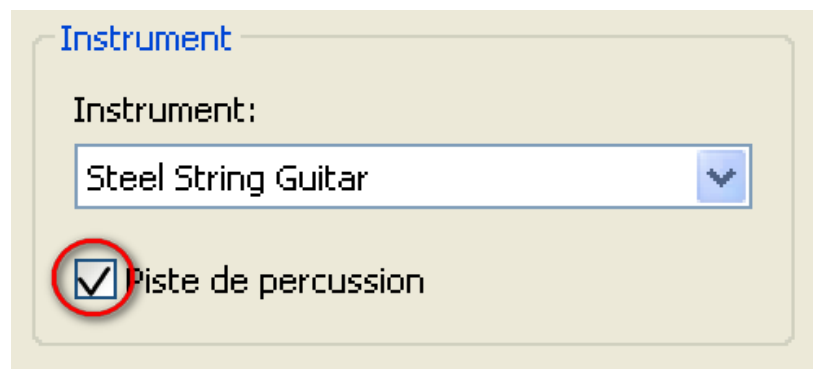 Instrument
Instrument:
Steel String Guitar
Piste de percussion